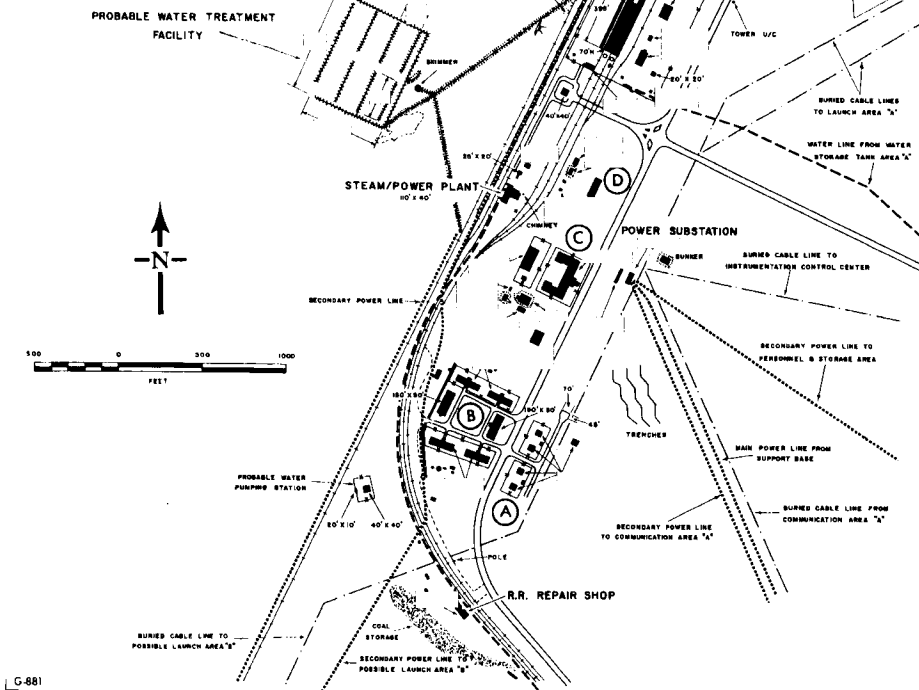 PROBABLE WATER TREATMENT
FACILITY
SKIMMER
70'
20' X 20'
TOWER U/C
BURIED CABLE LINES
TO LAUNCH AREA "A"
40' X 40'
WATER LINE FROM WATER
STORAGE TANK AREA "A"
STEAM/POWER PLANT
110' X 40'
D
CHIMNEY
C
POWER SUBSTATION
BUNKER
BURIED CABLE LINE TO
INSTRUMENTATION CONTROL CENTER
N
SECONDARY POWER LINE
500 0 500 1000
FEET
SECONDARY POWER LINE TO
PERSONNEL & STORAGE AREA
B
70'
45'
TRENCHES
MAIN POWER LINE FROM
SUPPORT BASE
PROBABLE WATER
PUMPING STATION
20' X 10'
40' X 40'
A
BURIED CABLE LINE FROM
COMMUNICATION AREA "A"
SECONDARY POWER LINE
TO COMMUNICATION AREA "A"
POLE
R.R. REPAIR SHOP
COAL
STORAGE
BURIED CABLE LINE TO
POSSIBLE LAUNCH AREA "B"
SECONDARY POWER LINE TO
POSSIBLE LAUNCH AREA "B"
G-881